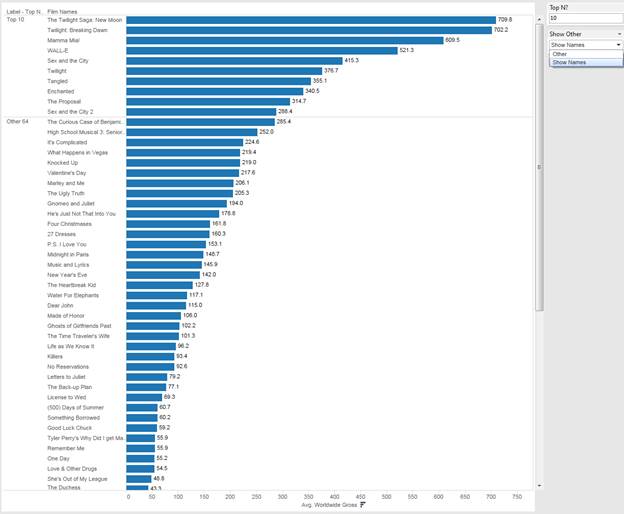 Label - Top N.. Film Names
Top 10 The Twilight Saga: New Moon 709.8
Twilight: Breaking Dawn 702.2
Mamma Mia! 609.5
WALL-E 521.3
Sex and the City 415.3
Twilight 376.7
Tangled 355.1
Enchanted 340.5
The Proposal 314.7
Sex and the City 2 288.4
Other 64 The Curious Case of Benjami.. 285.4
High School Musical 3: Senior.. 252.0
It's Complicated 224.6
What Happens in Vegas 219.4
Knocked Up 219.0
Valentine's Day 217.6
Marley and Me 206.1
The Ugly Truth 205.3
Gnomeo and Juliet 194.0
He's Just Not That Into You 178.8
Four Christmases 161.8
27 Dresses 160.3
P.S. I Love You 153.1
Midnight in Paris 148.7
Music and Lyrics 145.9
New Year's Eve 142.0
The Heartbreak Kid 127.8
Water For Elephants 117.1
Dear John 115.0
Made of Honor 106.0
Ghosts of Girlfriends Past 102.2
The Time Traveler's Wife 101.3
Life as We Know It 96.2
Killers 93.4
No Reservations 92.6
Letters to Juliet 79.2
The Back-up Plan 77.1
License to Wed 69.3
(500) Days of Summer 60.7
Something Borrowed 60.2
Good Luck Chuck 59.2
Tyler Perry's Why Did I get Ma.. 55.9
Remember Me 55.9
One Day 55.2
Love & Other Drugs 54.5
She's Out of My League 48.8
The Duchess 43.3
0 50 100 150 200 250 300 350 400 450 500 550 600 650 700 750
Avg. Worldwide Gross
Top N?
10
Show Other
Show Names
Other
Show Names